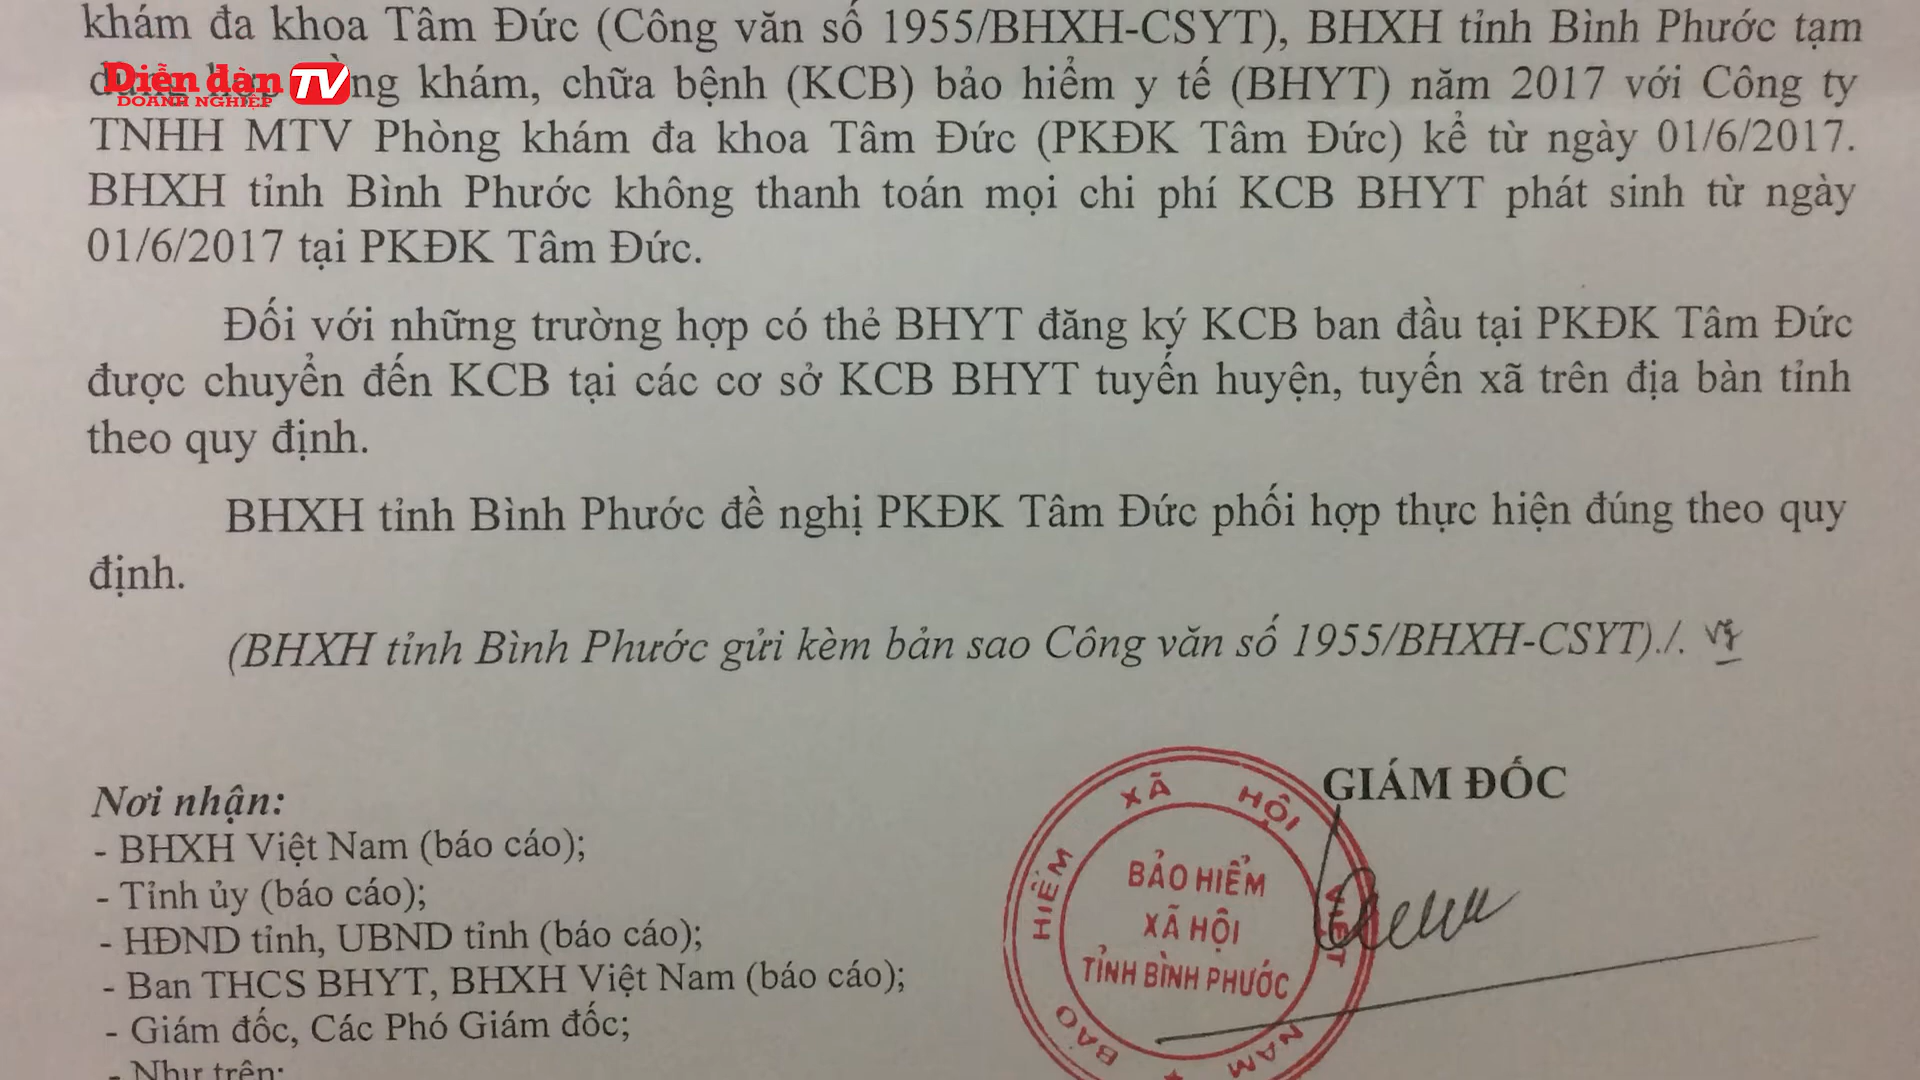 khám đa khoa Tâm Đức (Công văn số 1955/BHXH-CSYT), BHXH tỉnh Bình Phước tạm
Diễn đàn TV
DOANH NGHIỆP
khám, chữa bệnh (KCB) bảo hiểm y tế (BHYT) năm 2017 với Công ty
TNHH MTV Phòng khám đa khoa Tâm Đức (PKĐK Tâm Đức) kể từ ngày 01/6/2017.
BHXH tỉnh Bình Phước không thanh toán mọi chi phí KCB BHYT phát sinh từ ngày
01/6/2017 tại PKĐK Tâm Đức.
Đối với những trường hợp có thẻ BHYT đăng ký KCB ban đầu tại PKĐK Tâm Đức
được chuyển đến KCB tại các cơ sở KCB BHYT tuyến huyện, tuyến xã trên địa bàn tỉnh
theo quy định.
BHXH tỉnh Bình Phước đề nghị PKĐK Tâm Đức phối hợp thực hiện đúng theo quy
định.
(BHXH tỉnh Bình Phước gửi kèm bản sao Công văn số 1955/BHXH-CSYT)./.
GIÁM ĐỐC
Nơi nhận:
- BHXH Việt Nam (báo cáo);
- Tỉnh ủy (báo cáo);
- HĐND tỉnh, UBND tỉnh (báo cáo);
- Ban THCS BHYT, BHXH Việt Nam (báo cáo);
- Giám đốc, Các Phó Giám đốc;
- Như trên;
BẢO HIỂM XÃ HỘI VIỆT NAM
BẢO HIỂM
XÃ HỘI
TỈNH BÌNH PHƯỚC